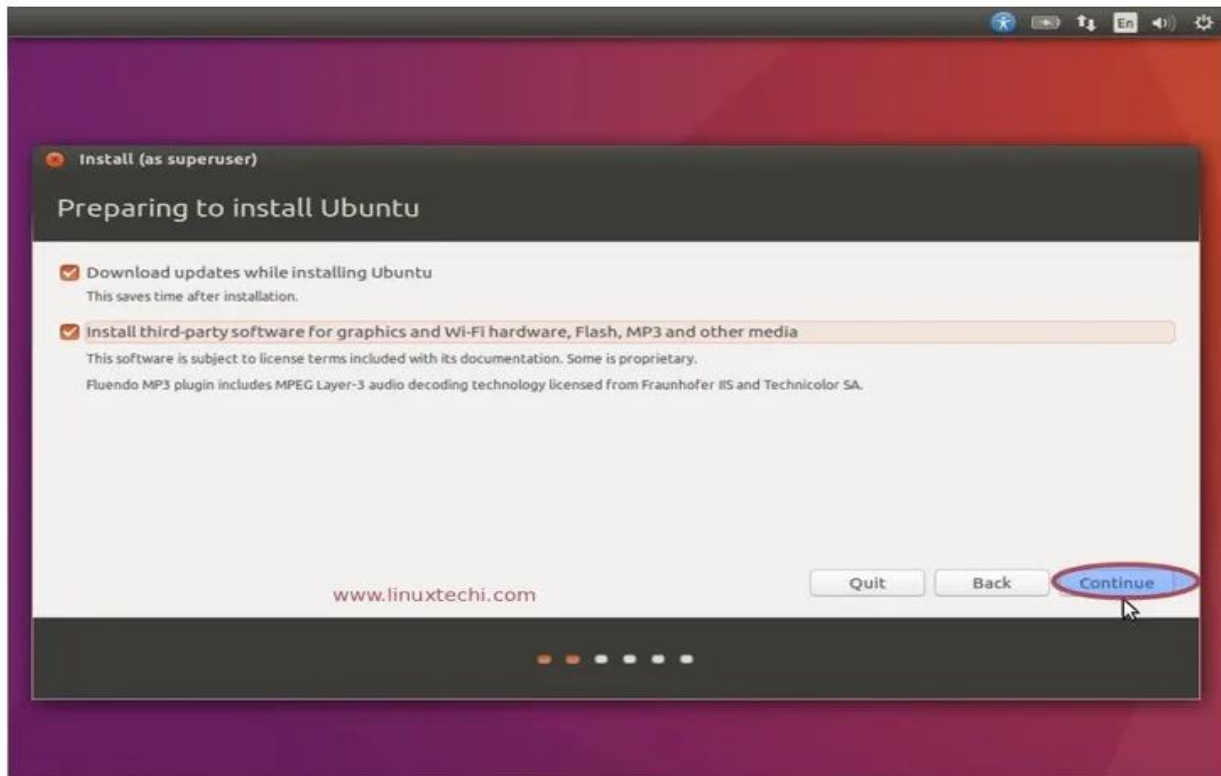 En
Install (as superuser)
Preparing to install Ubuntu
Download updates while installing Ubuntu
This saves time after installation.
Install third-party software for graphics and Wi-Fi hardware, Flash, MP3 and other media
This software is subject to license terms included with its documentation. Some is proprietary.
Fluendo MP3 plugin includes MPEG Layer-3 audio decoding technology licensed from Fraunhofer IIS and Technicolor SA.
Quit Back Continue
www.linuxtechi.com